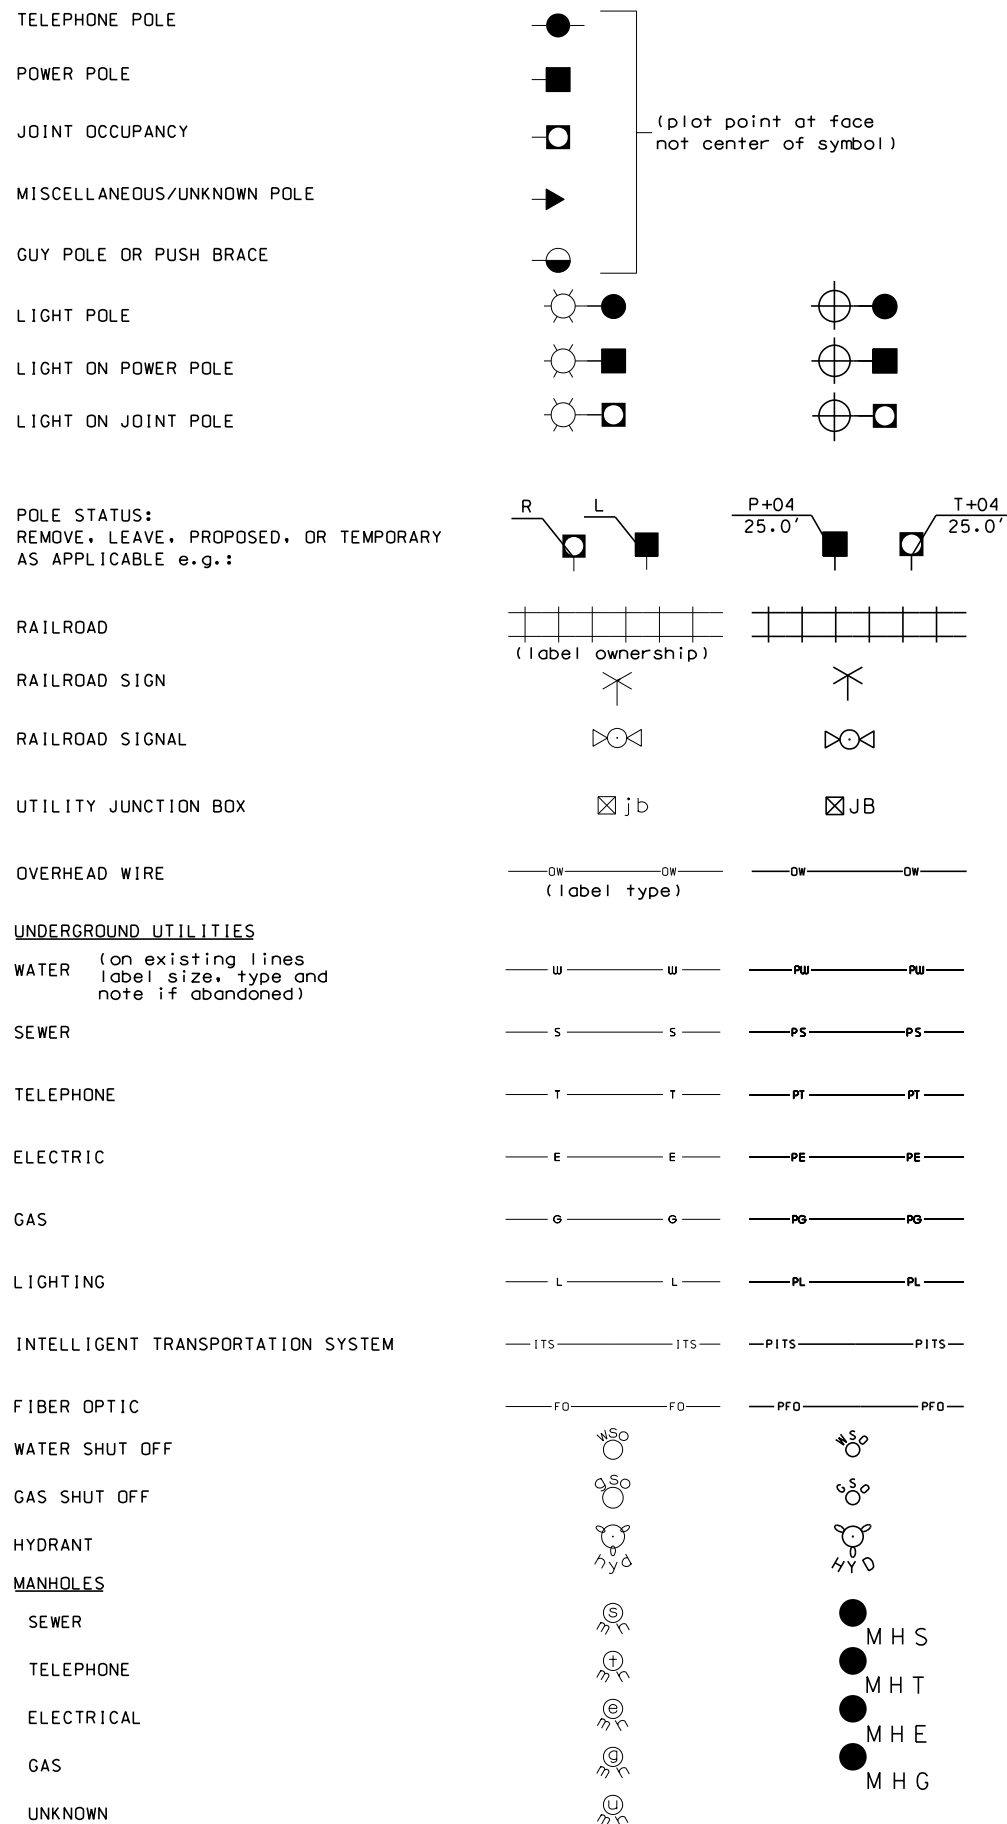 TELEPHONE POLE
POWER POLE
JOINT OCCUPANCY
(plot point at face
not center of symbol)
MISCELLANEOUS/UNKNOWN POLE
GUY POLE OR PUSH BRACE
LIGHT POLE
LIGHT ON POWER POLE
LIGHT ON JOINT POLE
POLE STATUS:
REMOVE, LEAVE, PROPOSED, OR TEMPORARY
AS APPLICABLE e.g.:
R L P+04 T+04
25.0' 25.0'
RAILROAD
(label ownership)
RAILROAD SIGN
RAILROAD SIGNAL
UTILITY JUNCTION BOX jb JB
OVERHEAD WIRE OW OW OW OW
(label type)
UNDERGROUND UTILITIES
WATER (on existing lines
label size, type and
note if abandoned)
W W PW PW
SEWER S S PS PS
TELEPHONE T T PT PT
ELECTRIC E E PE PE
GAS G G PG PG
LIGHTING L L PL PL
INTELLIGENT TRANSPORTATION SYSTEM ITS ITS PITS PITS
FIBER OPTIC FO FO PFO PFO
WATER SHUT OFF wso WSO
GAS SHUT OFF gso GSO
HYDRANT hyd HYD
MANHOLES
SEWER s mh MHS
TELEPHONE t mh MHT
ELECTRICAL e mh MHE
GAS g mh MHG
UNKNOWN u mh